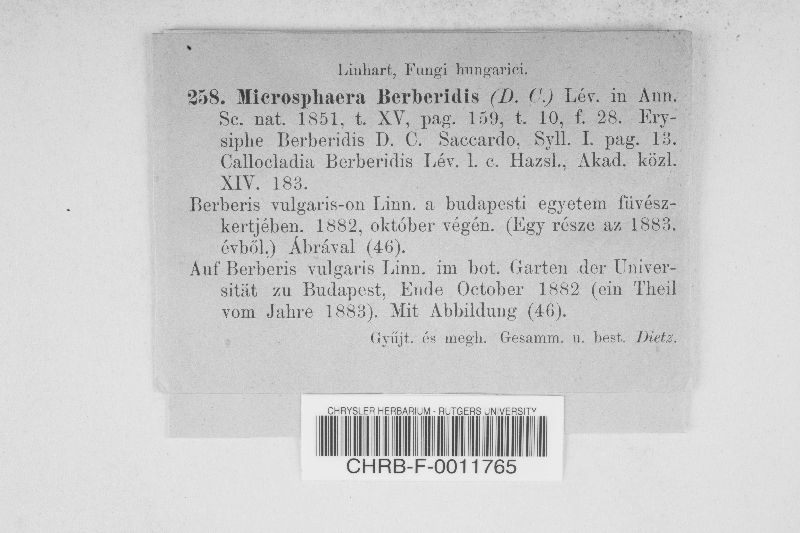 Linhart, Fungi hungarici.
258. Microsphaera Berberidis (D. C.) Lév. in Ann.
Sc. nat. 1851, t. XV, pag. 159, t. 10, f. 28. Ery-
siphe Berberidis D. C. Saccardo, Syll. I. pag. 13.
Callocladia Berberidis Lév. l. c. Hazsl., Akad. közl.
XIV. 183.
Berberis vulgaris-on Linn. a budapesti egyetem füvész-
kertjében. 1882, október végén. (Egy része az 1883.
évből.) Ábrával (46).
Auf Berberis vulgaris Linn. im bot. Garten der Univer-
sität zu Budapest, Ende October 1882 (ein Theil
vom Jahre 1883). Mit Abbildung (46).
Gyűjt. és megh. Gesamm. u. best. Dietz.
CHRYSLER HERBARIUM - RUTGERS UNIVERSITY
CHRB-F-0011765